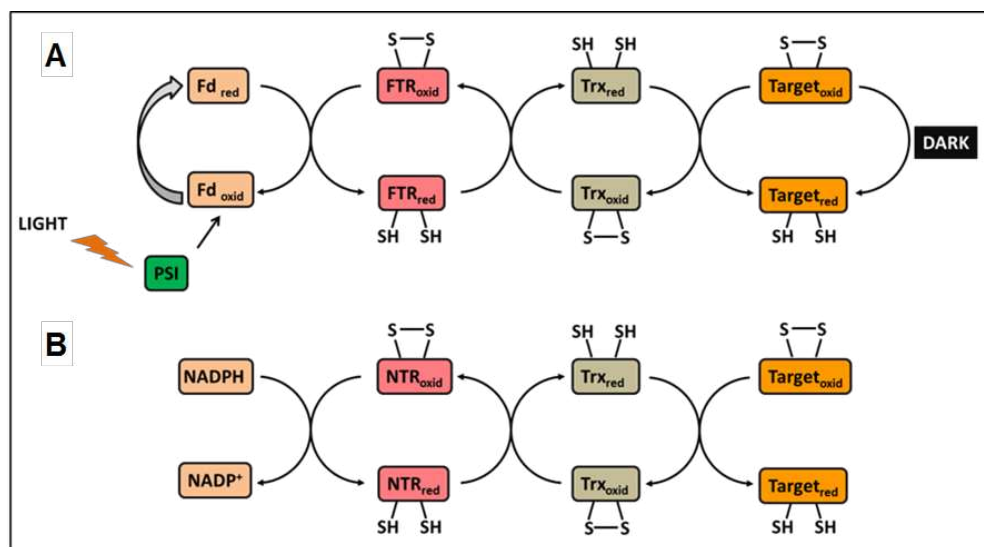 A
S S
SH SH
S S
Fd red
FTRoxid
Trxred
Targetoxid
DARK
Fd oxid
FTRred
Trxoxid
Targetred
LIGHT
SH SH
S S
SH SH
PSI
B
S S
SH SH
S S
NADPH
NTRoxid
Trxred
Targetoxid
NADP+
NTRred
Trxoxid
Targetred
SH SH
S S
SH SH